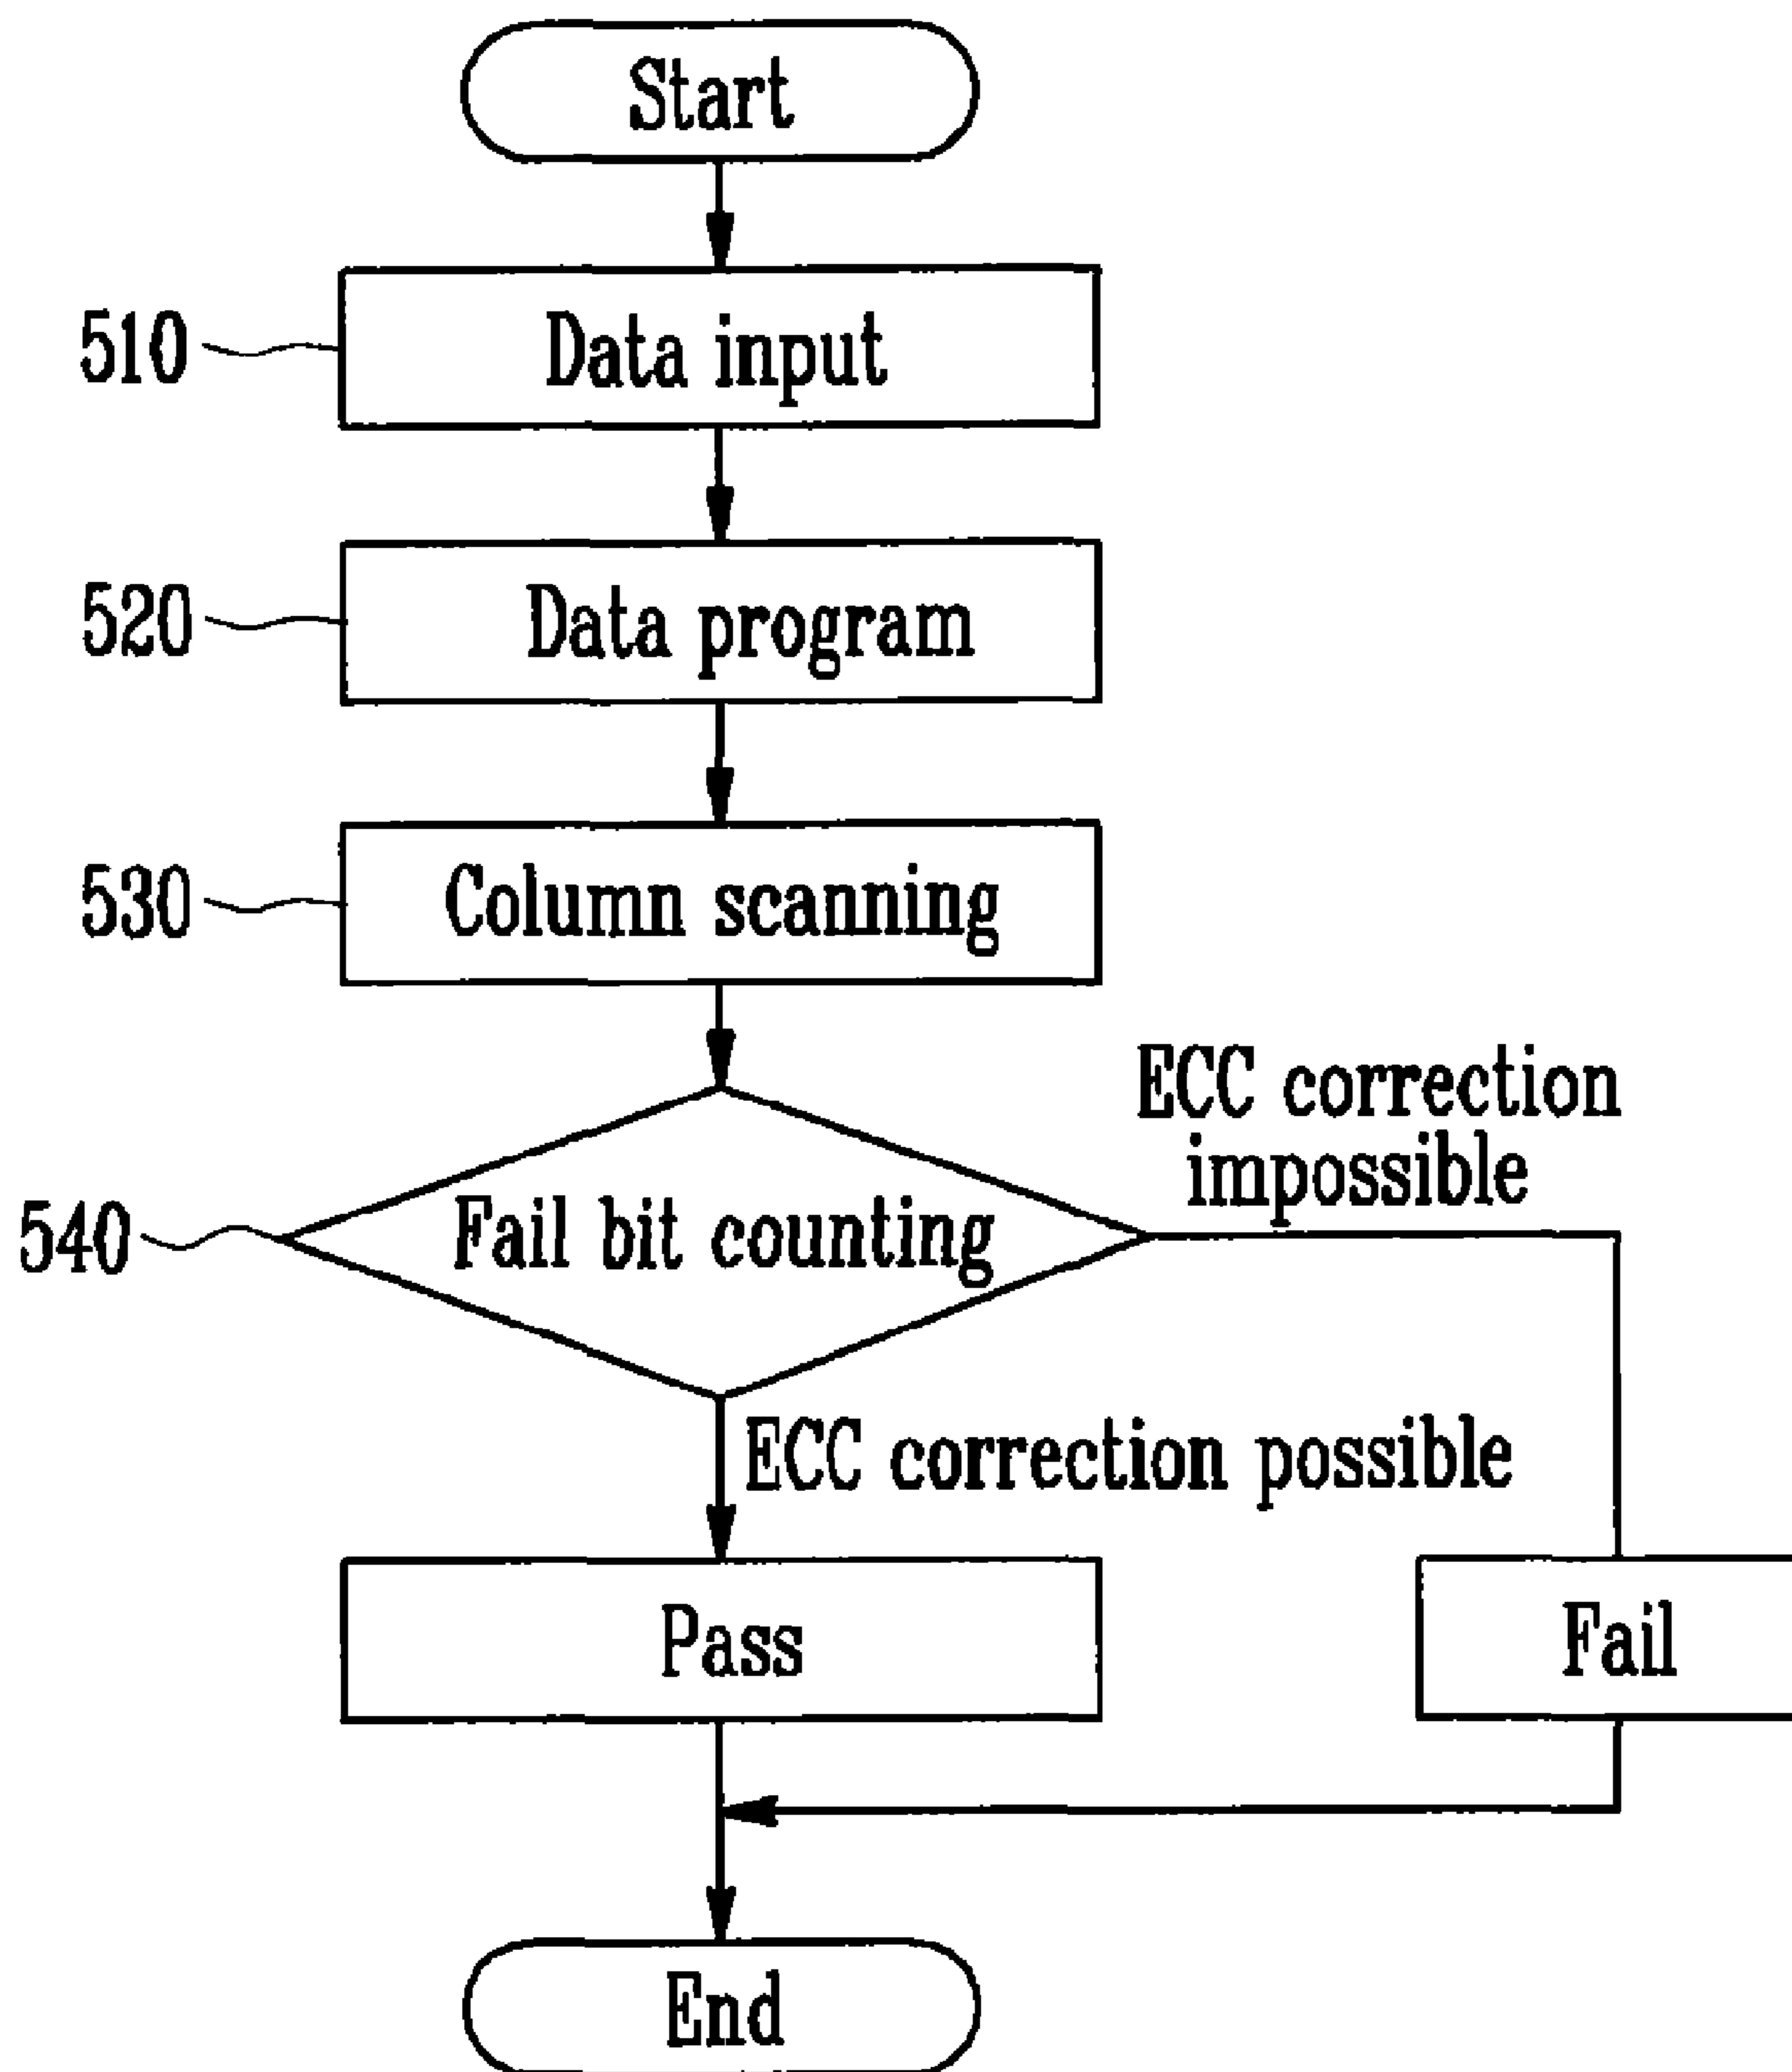 Start
510
Data input
520
Data program
530
Column scanning
ECC correction
impossible
540
Fail bit counting
ECC correction possible
Pass
Fail
End